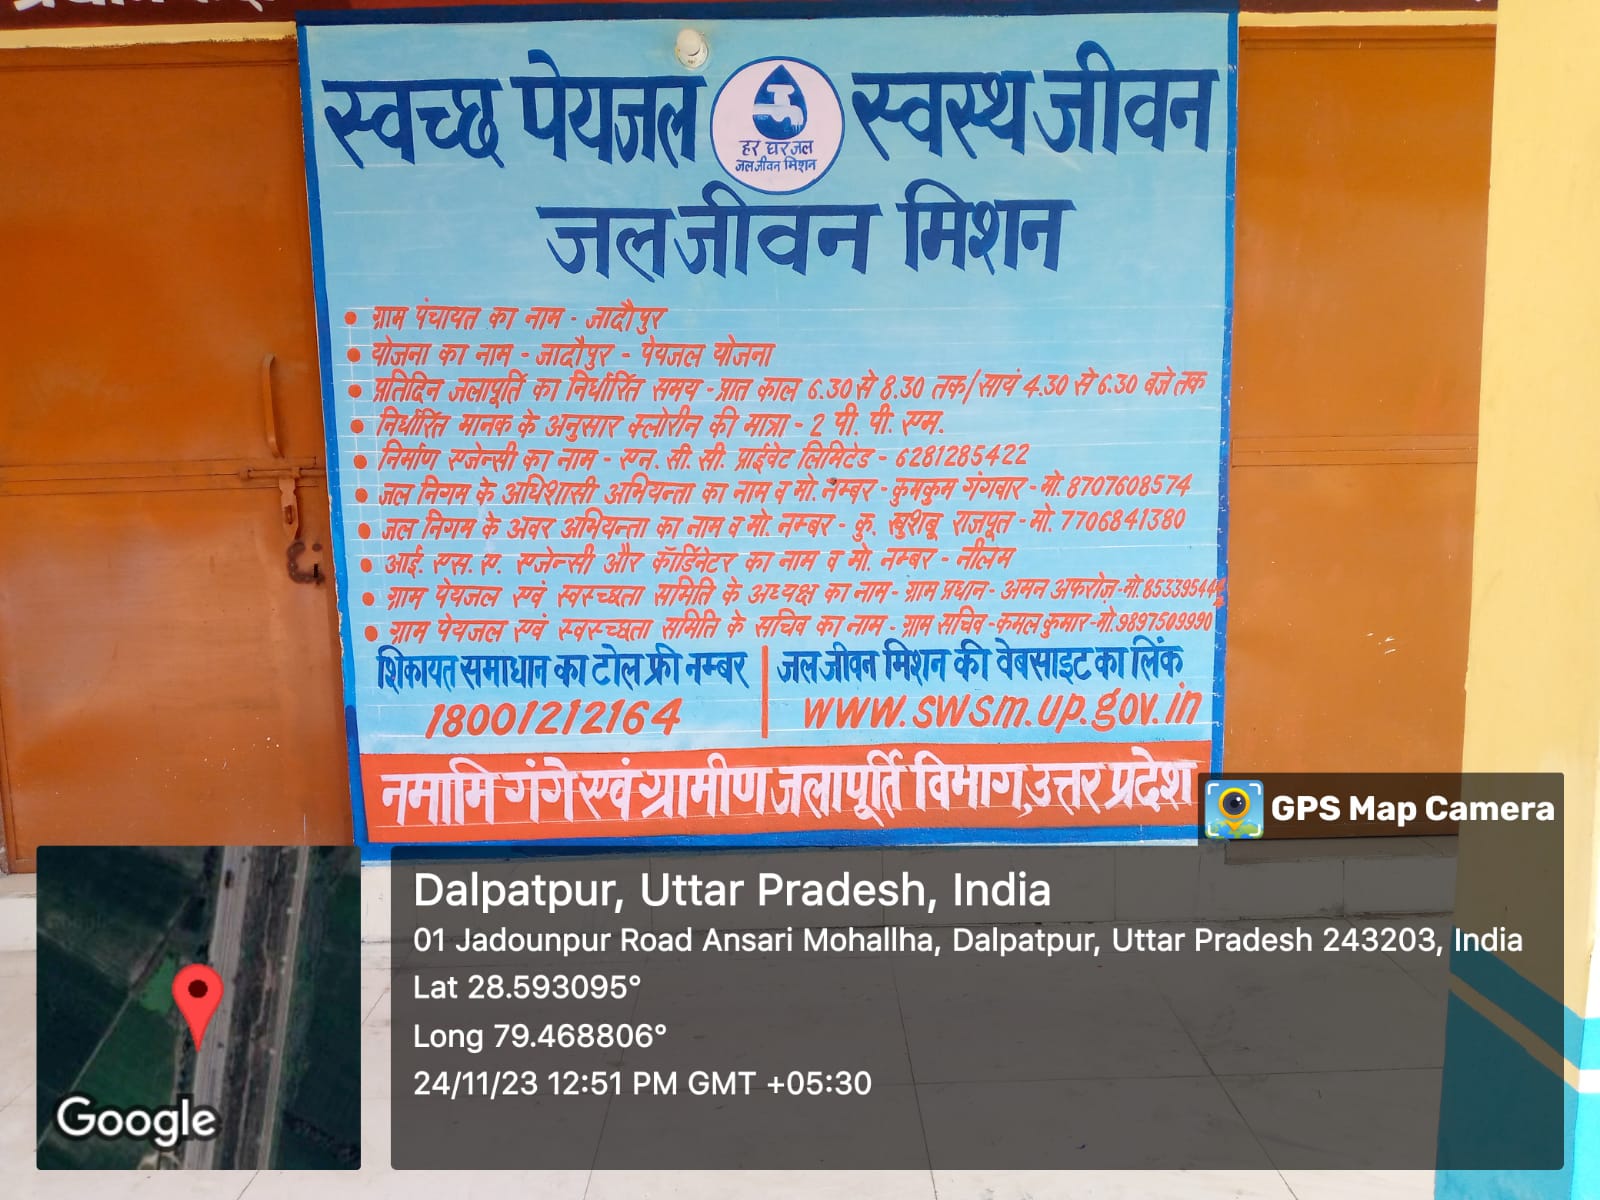 स्वच्छ पेयजल स्वस्थ जीवन
हर घर जल
जल जीवन मिशन
जल जीवन मिशन
• ग्राम पंचायत का नाम - जादौपुर
• योजना का नाम - जादौपुर - पेयजल योजना
• प्रतिदिन जलापूर्ति का निर्धारित समय - प्रात काल 6.30 से 8.30 तक/सायं 4.30 से 6.30 बजे तक
• निर्धारित मानक के अनुसार क्लोरीन की मात्रा - 2 पी. पी. एम.
• निर्माण एजेन्सी का नाम - एन. सी. सी. प्राईवेट लिमिटेड - 6281285422
• जल निगम के अधिशासी अभियन्ता का नाम व मो. नम्बर - कुमकुम गंगवार - मो. 8707608574
• जल निगम के अवर अभियन्ता का नाम व मो. नम्बर - कु. खुशबू राजपूत - मो. 7706841380
• आई. एस. ए. एजेन्सी और कॉर्डिनेटर का नाम व मो. नम्बर - नीलम
• ग्राम पेयजल एवं स्वस्च्छता समिति के अध्यक्ष का नाम - ग्राम प्रधान - अमन अफरोज़ - मो.
• ग्राम पेयजल एवं स्वस्च्छता समिति के सचिव का नाम - ग्राम सचिव - कमल कुमार - मो. 9897509990
शिकायत समाधान का टोल फ्री नम्बर
18001212164
जल जीवन मिशन की वेबसाइट का लिंक
www.swsm.up.gov.in
नमामि गंगे एवं ग्रामीण जलापूर्ति विभाग, उत्तर प्रदेश
GPS Map Camera
Dalpatpur, Uttar Pradesh, India
01 Jadounpur Road Ansari Mohallha, Dalpatpur, Uttar Pradesh 243203, India
Lat 28.593095°
Long 79.468806°
24/11/23 12:51 PM GMT +05:30
Google